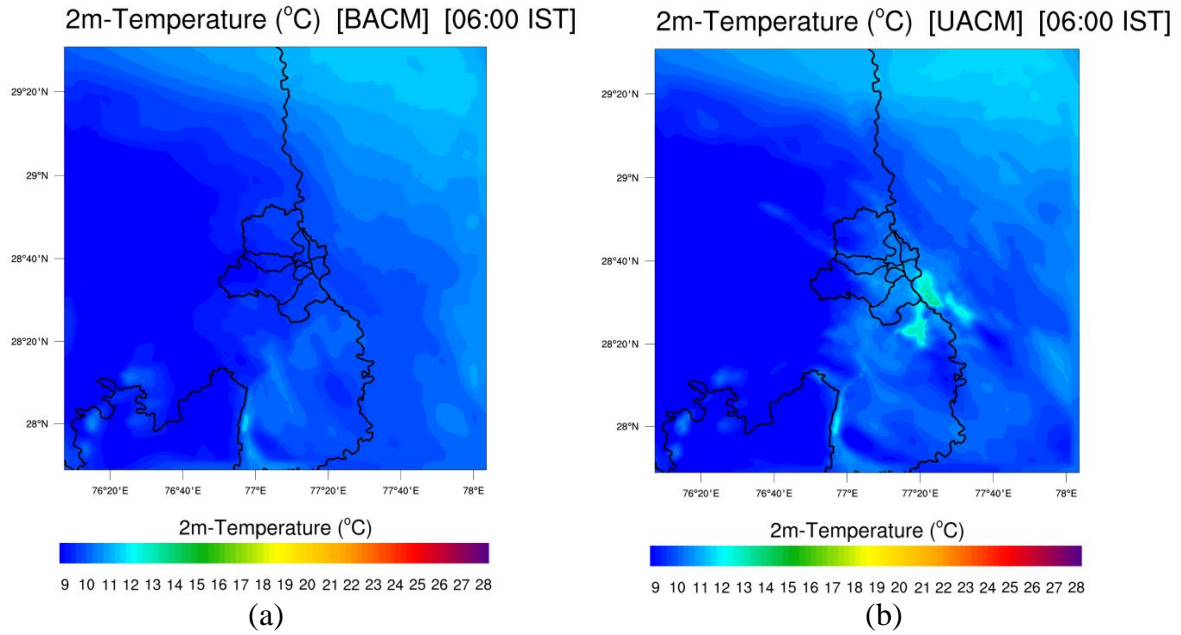 2m-Temperature (°C) [BACM] [06:00 IST]
29°20'N
29°N
28°40'N
28°20'N
28°N
76°20'E 76°40'E 77°E 77°20'E 77°40'E 78°E
2m-Temperature (°C)
9 10 11 12 13 14 15 16 17 18 19 20 21 22 23 24 25 26 27 28
(a)
2m-Temperature (°C) [UACM] [06:00 IST]
29°20'N
29°N
28°40'N
28°20'N
28°N
76°20'E 76°40'E 77°E 77°20'E 77°40'E 78°E
2m-Temperature (°C)
9 10 11 12 13 14 15 16 17 18 19 20 21 22 23 24 25 26 27 28
(b)